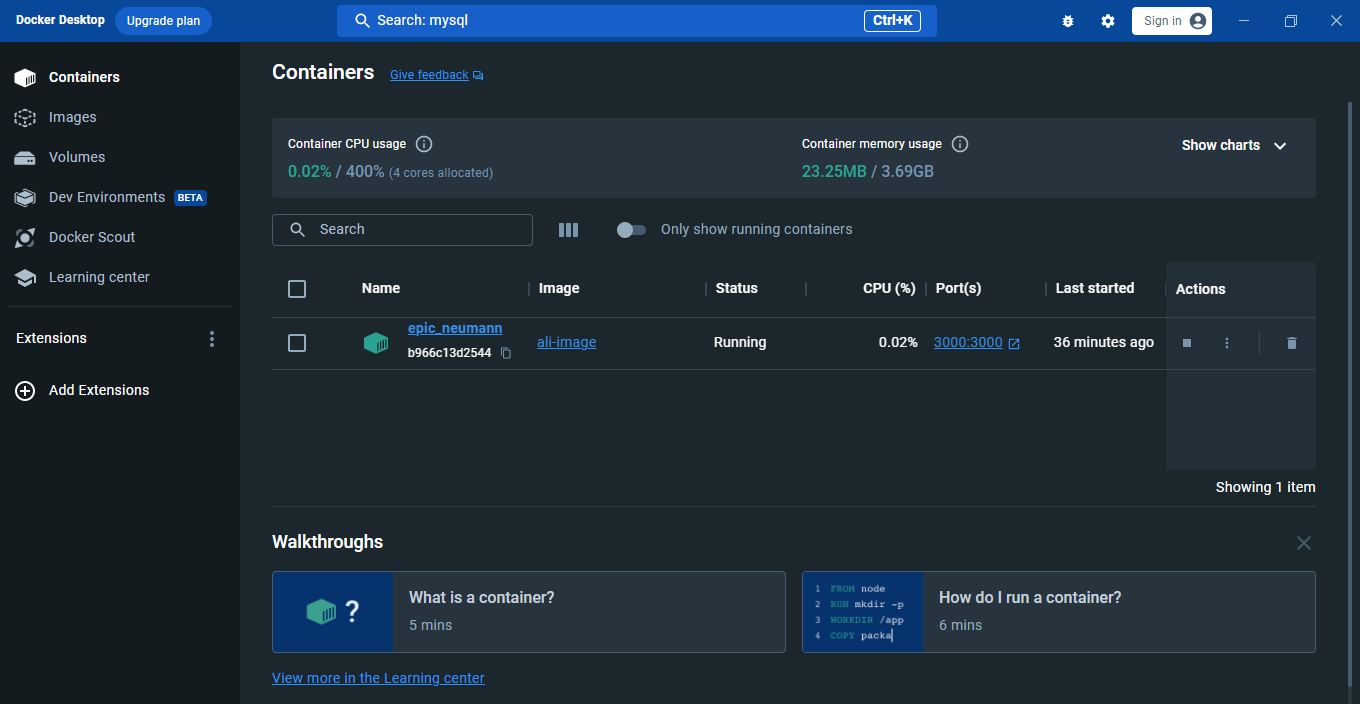 Docker Desktop Upgrade plan Search: mysql Ctrl+K Sign in
Containers
Images
Volumes
Dev Environments BETA
Docker Scout
Learning center
Extensions
Add Extensions
Containers Give feedback
Container CPU usage Container memory usage Show charts
0.02% / 400% (4 cores allocated) 23.25MB / 3.69GB
Search Only show running containers
Name Image Status CPU (%) Port(s) Last started Actions
epic_neumann
b966c13d2544
ali-image Running 0.02% 3000:3000 36 minutes ago
Showing 1 item
Walkthroughs
?
What is a container?
5 mins
1 FROM node
2 RUN mkdir -p
3 WORKDIR /app
4 COPY packa
How do I run a container?
6 mins
View more in the Learning center